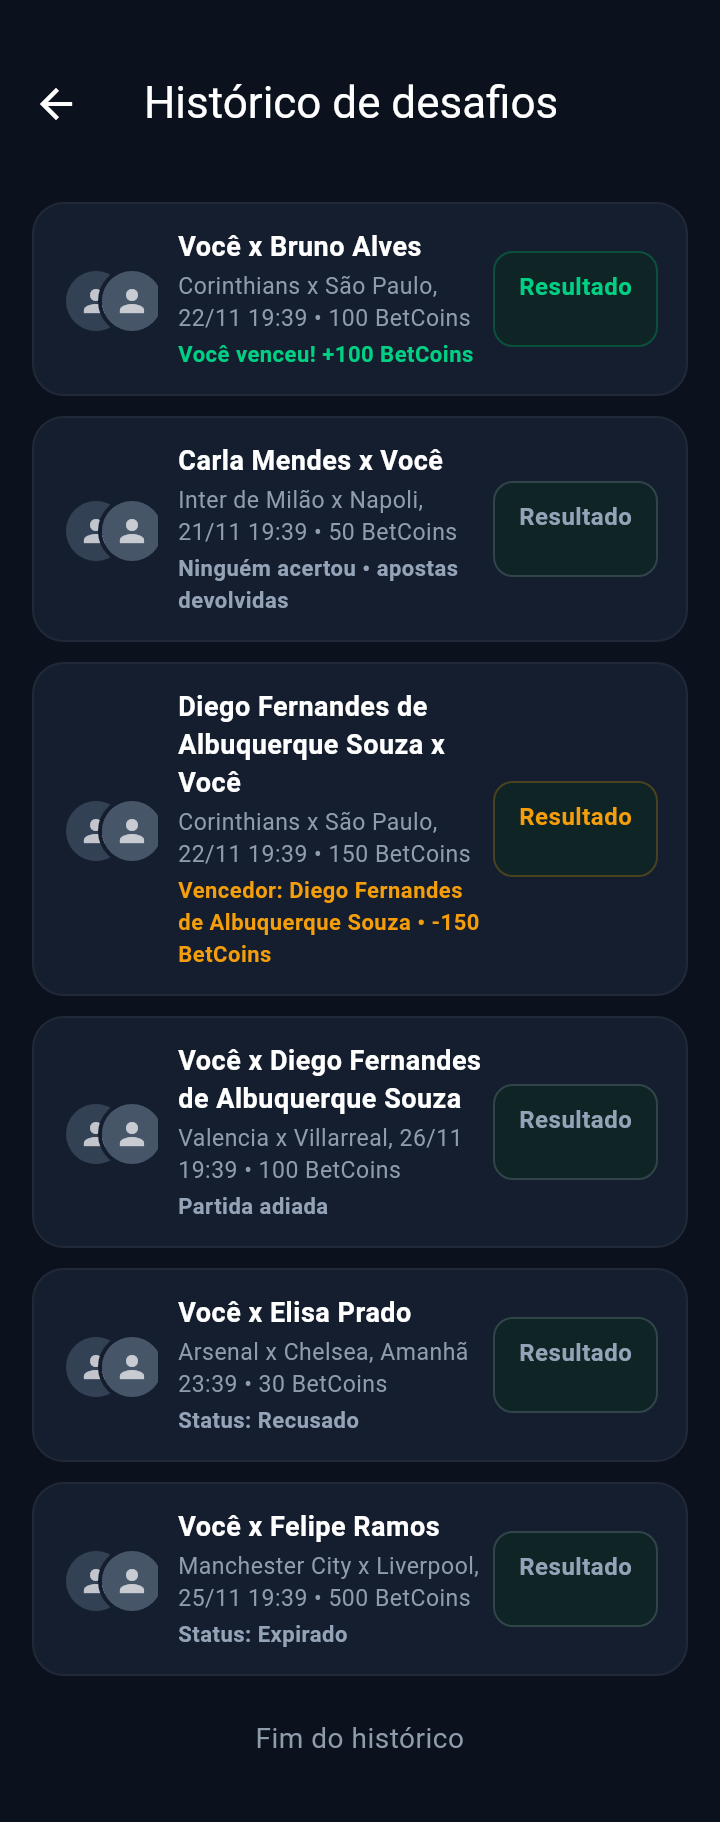 Histórico de desafios
Você x Bruno Alves
Corinthians x São Paulo,
22/11 19:39 • 100 BetCoins
Você venceu! +100 BetCoins
Resultado
Carla Mendes x Você
Inter de Milão x Napoli,
21/11 19:39 • 50 BetCoins
Ninguém acertou • apostas
devolvidas
Resultado
Diego Fernandes de
Albuquerque Souza x
Você
Corinthians x São Paulo,
22/11 19:39 • 150 BetCoins
Vencedor: Diego Fernandes
de Albuquerque Souza • -150
BetCoins
Resultado
Você x Diego Fernandes
de Albuquerque Souza
Valencia x Villarreal, 26/11
19:39 • 100 BetCoins
Partida adiada
Resultado
Você x Elisa Prado
Arsenal x Chelsea, Amanhã
23:39 • 30 BetCoins
Status: Recusado
Resultado
Você x Felipe Ramos
Manchester City x Liverpool,
25/11 19:39 • 500 BetCoins
Status: Expirado
Resultado
Fim do histórico